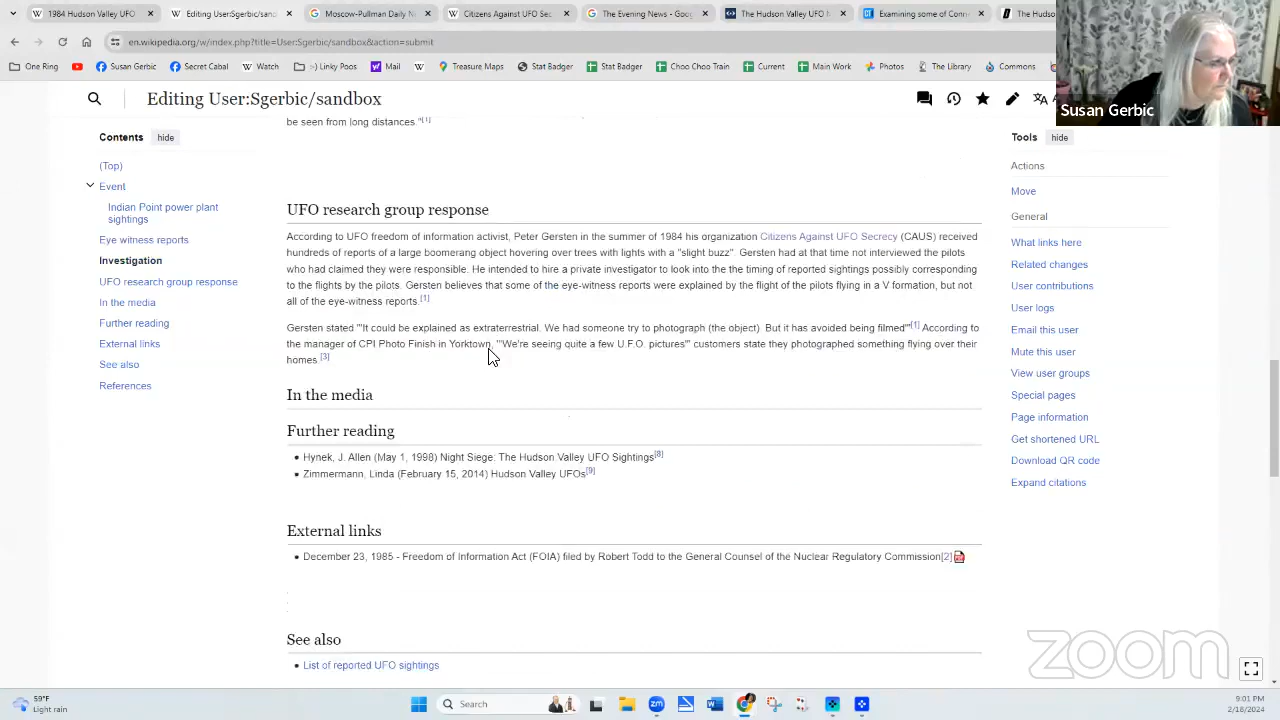 1984 Hudson Valley UFO
Editing User:Sgerbic/sandb
Moscow-Pullman Daily N
Citizens Against UFO Sec
The Evening News - Goog
The Hudson Valley UFO
Examining some of Conn
The Hudso
en.wikipedia.org/w/index.php?title=User:Sgerbic/sandbox&action=submit
One Ring
Susan Gerbic
Secret Cabal
Watch
:-) Linky Poo
Mail
Treasure Maps
Stat Badger
Stat Badger
Choo Choo Train
Current
Main Work
Photos
The Library
Commons
Susan Gerbic
Editing User:Sgerbic/sandbox
Contents hide
(Top)
Event
Indian Point power plant
sightings
Eye witness reports
Investigation
UFO research group response
In the media
Further reading
External links
See also
References
be seen from long distances."[1]
UFO research group response
According to UFO freedom of information activist, Peter Gersten in the summer of 1984 his organization Citizens Against UFO Secrecy (CAUS) received
hundreds of reports of a large boomerang object hovering over trees with lights with a "slight buzz". Gersten had at that time not interviewed the pilots
who had claimed they were responsible. He intended to hire a private investigator to look into the the timing of reported sightings possibly corresponding
to the flights by the pilots. Gersten believes that some of the eye-witness reports were explained by the flight of the pilots flying in a V formation, but not
all of the eye-witness reports.[1]
Gersten stated "'It could be explained as extraterrestrial. We had someone try to photograph (the object). But it has avoided being filmed'"[1] According to
the manager of CPI Photo Finish in Yorktown, "'We're seeing quite a few U.F.O. pictures'" customers state they photographed something flying over their
homes.[3]
In the media
Further reading
Hynek, J. Allen (May 1, 1998) Night Siege: The Hudson Valley UFO Sightings[8]
Zimmermann, Linda (February 15, 2014) Hudson Valley UFOs[9]
External links
December 23, 1985 - Freedom of Information Act (FOIA) filed by Robert Todd to the General Counsel of the Nuclear Regulatory Commission[2]
See also
List of reported UFO sightings
Tools hide
Actions
Move
General
What links here
Related changes
User contributions
User logs
Email this user
Mute this user
View user groups
Special pages
Page information
Get shortened URL
Download QR code
Expand citations
zoom
59°F
Light rain
Search
9:01 PM
2/18/2024